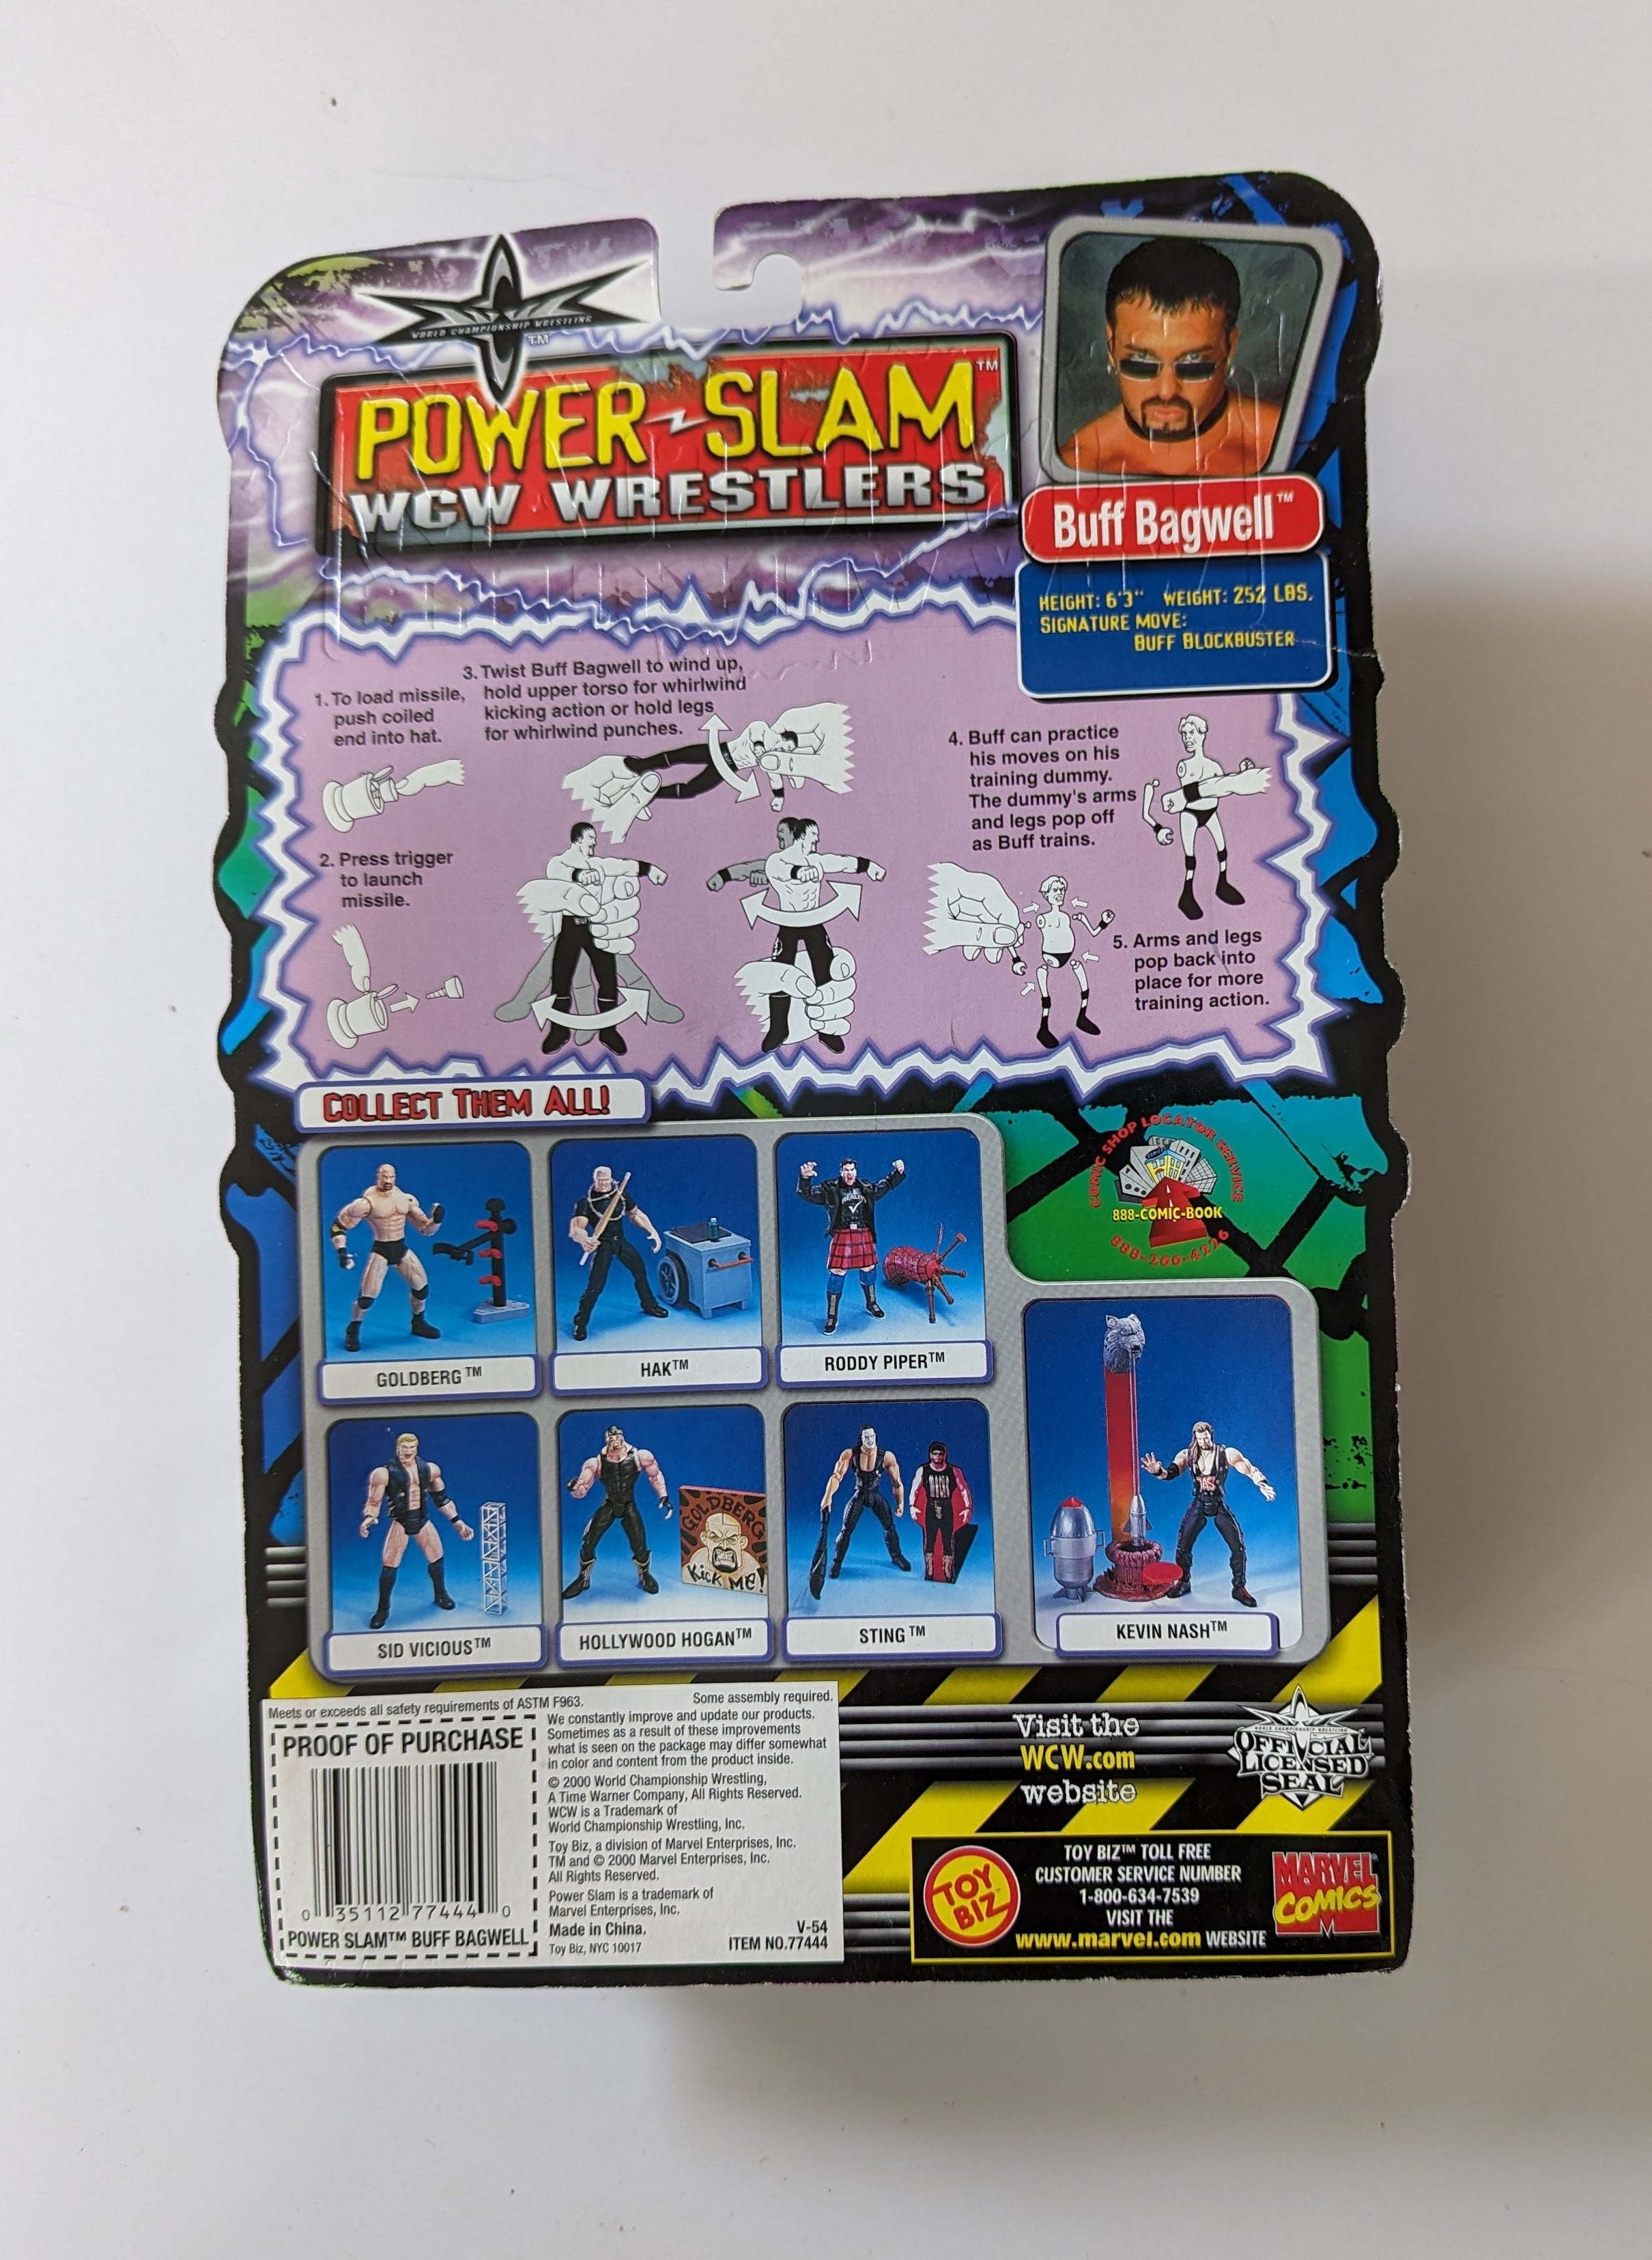 WORLD CHAMPIONSHIP WRESTLING
TM
POWER-SLAM™
WCW WRESTLERS
Buff Bagwell™
HEIGHT: 6'3" WEIGHT: 252 LBS.
SIGNATURE MOVE:
BUFF BLOCKBUSTER
1. To load missile,
push coiled
end into hat.
2. Press trigger
to launch
missile.
3. Twist Buff Bagwell to wind up,
hold upper torso for whirlwind
kicking action or hold legs
for whirlwind punches.
4. Buff can practice
his moves on his
training dummy.
The dummy's arms
and legs pop off
as Buff trains.
5. Arms and legs
pop back into
place for more
training action.
COLLECT THEM ALL!
COMIC SHOP LOCATOR SERVICE
888-COMIC-BOOK
888-266-4226
GOLDBERG™
HAK™
RODDY PIPER™
SID VICIOUS™
GOLDBERG
KICK ME!
HOLLYWOOD HOGAN™
STING™
KEVIN NASH™
Meets or exceeds all safety requirements of ASTM F963.
Some assembly required.
PROOF OF PURCHASE
0 35112 77444 0
POWER SLAM™ BUFF BAGWELL
We constantly improve and update our products.
Sometimes as a result of these improvements
what is seen on the package may differ somewhat
in color and content from the product inside.
© 2000 World Championship Wrestling,
A Time Warner Company, All Rights Reserved.
WCW is a Trademark of
World Championship Wrestling, Inc.
Toy Biz, a division of Marvel Enterprises, Inc.
TM and © 2000 Marvel Enterprises, Inc.
All Rights Reserved.
Power Slam is a trademark of
Marvel Enterprises, Inc.
Made in China.
Toy Biz, NYC 10017
V-54
ITEM NO.77444
Visit the
WCW.com
website
WORLD CHAMPIONSHIP WRESTLING
OFFICIAL
LICENSED
SEAL
TOY
BIZ
TOY BIZ™ TOLL FREE
CUSTOMER SERVICE NUMBER
1-800-634-7539
VISIT THE
www.marvel.com WEBSITE
MARVEL
COMICS
M